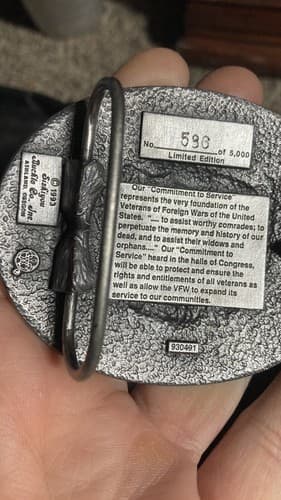 No. 596 of 5,000
Limited Edition
Our "Commitment to Service"
represents the very foundation of the
Veterans of Foreign Wars of the United
States, "... to assist worthy comrades; to
perpetuate the memory and history of our
dead, and to assist their widows and
orphans...." Our "Commitment to
Service" heard in the halls of Congress,
will be able to protect and ensure the
rights and entitlements of all veterans as
well as allow the VFW to expand its
service to our communities.
930491
© 1993
Siskiyou
Buckle Co., Inc.
ASHLAND, OREGON